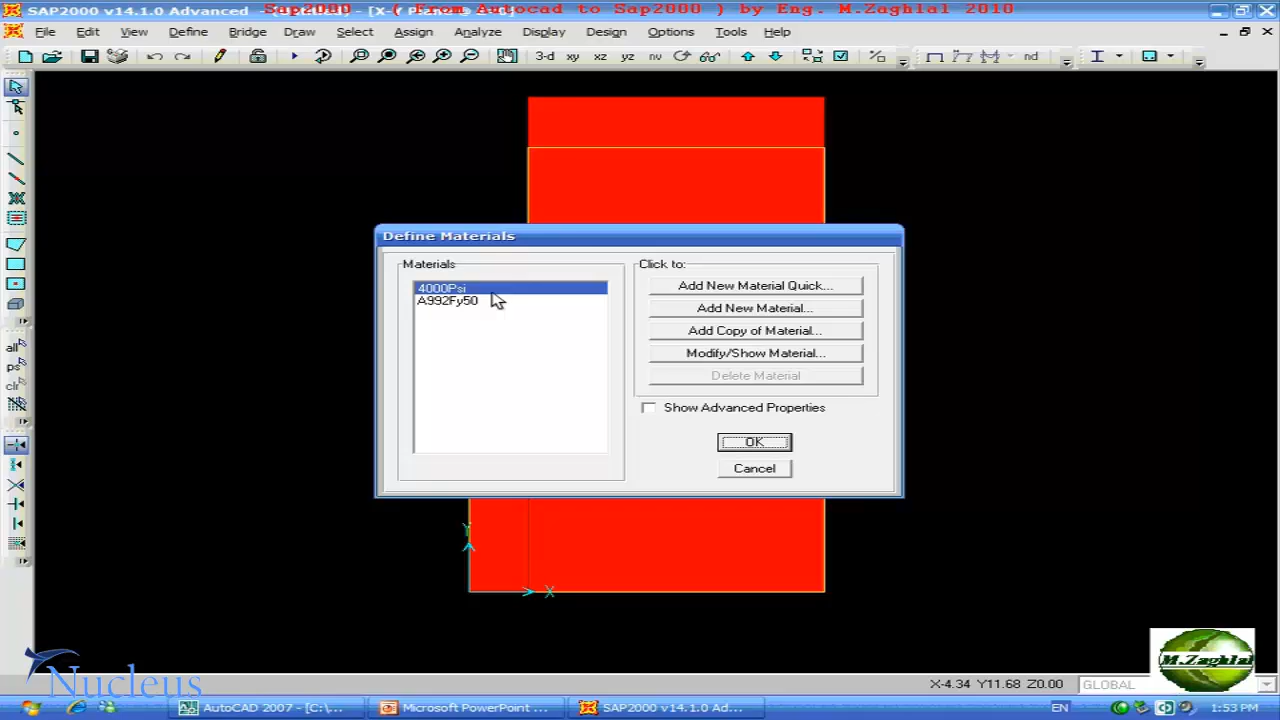 SAP2000 v14.1.0 Advanced
Sap2000 ( From Autocad to Sap2000 ) by Eng. M.Zaghlal 2010
File Edit View Define Bridge Draw Select Assign Analyze Display Design Options Tools Help
3-d xy xz yz nv nd
Define Materials
Materials
4000Psi
A992Fy50
Click to:
Add New Material Quick...
Add New Material...
Add Copy of Material...
Modify/Show Material...
Delete Material
Show Advanced Properties
OK
Cancel
all
ps
clr
Y
X
M.Zaghlal
Nucleus
X-4.34 Y11.68 Z0.00 GLOBAL
AutoCAD 2007 - [C:\... Microsoft PowerPoint ... SAP2000 v14.1.0 Ad... EN 1:53 PM